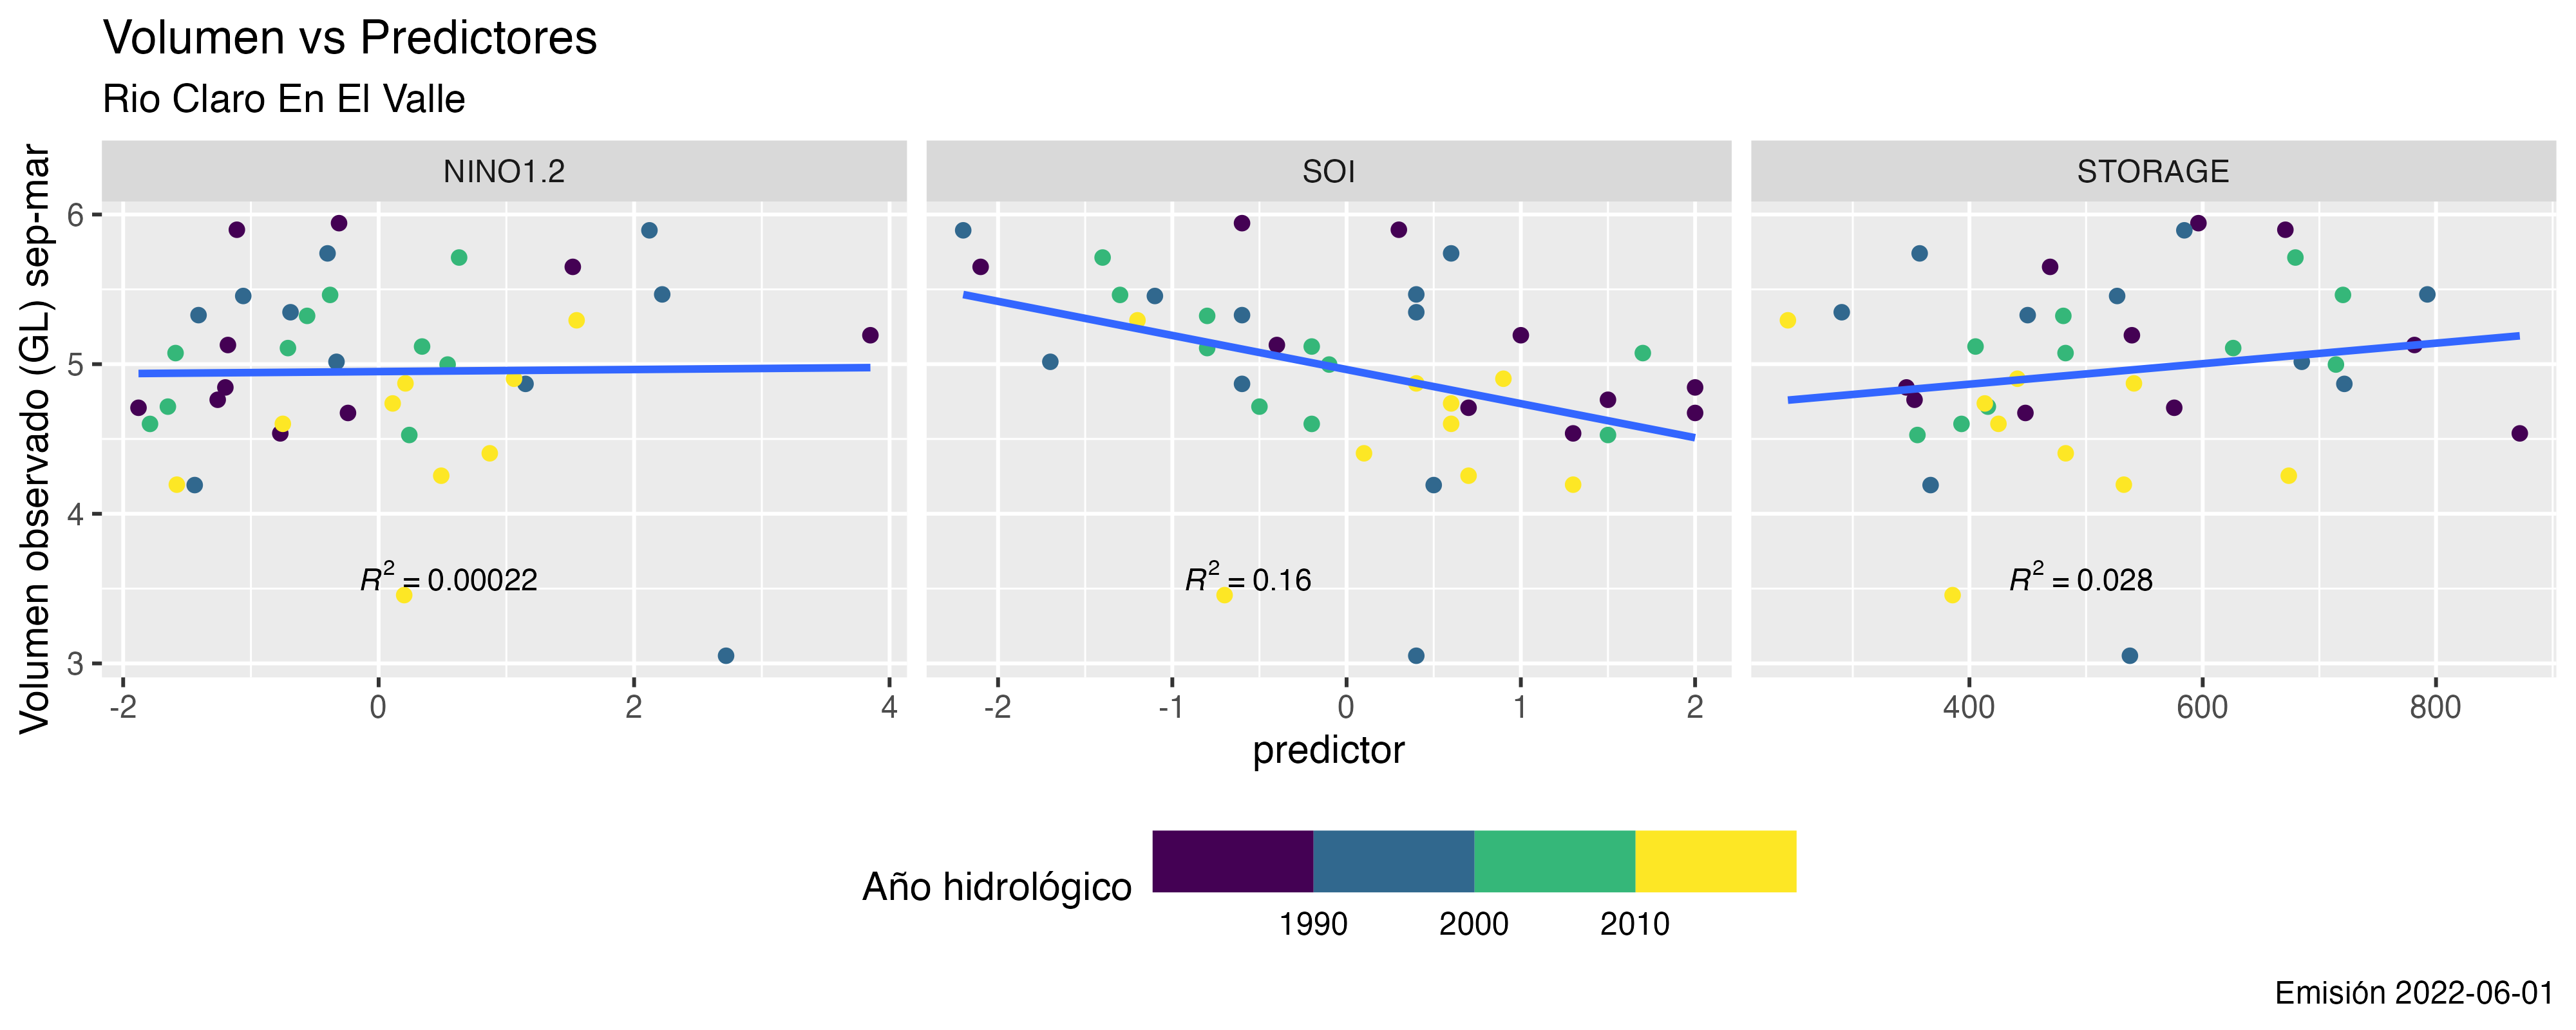 Volumen vs Predictores
Rio Claro En El Valle
Volumen observado (GL) sep-mar
NINO1.2 SOI STORAGE
6
5
4
3
R² = 0.00022 R² = 0.16 R² = 0.028
-2 0 2 4 -2 -1 0 1 2 400 600 800
predictor
Año hidrológico
1990 2000 2010
Emisión 2022-06-01